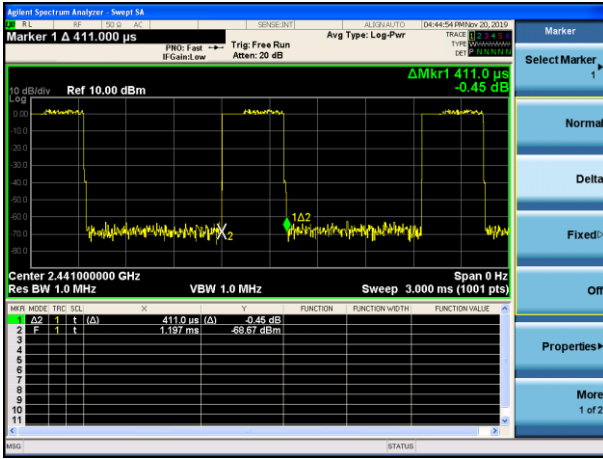 Agilent Spectrum Analyzer - Swept SA
RL RF 50 Ω AC SENSE:INT ALIGNAUTO 04:44:54 PM Nov 20, 2019
Marker 1 Δ 411.000 µs
PNO: Fast
IFGain:Low
Trig: Free Run
Atten: 20 dB
Avg Type: Log-Pwr
TRACE 1 2 3 4 5 6
TYPE WWWWWW
DET P NNNNN
ΔMkr1 411.0 µs
-0.45 dB
10 dB/div Ref 10.00 dBm
Log
0.00
-10.0
-20.0
-30.0
-40.0
-50.0
-60.0
-70.0
-80.0
X2
1Δ2
Center 2.441000000 GHz Span 0 Hz
Res BW 1.0 MHz VBW 1.0 MHz Sweep 3.000 ms (1001 pts)
MKR MODE TRC SCL X Y FUNCTION FUNCTION WIDTH FUNCTION VALUE
1 Δ2 1 t (Δ) 411.0 µs (Δ) -0.45 dB
2 F 1 t 1.197 ms -68.67 dBm
3
4
5
6
7
8
9
10
11
MSG STATUS
Marker
Select Marker
1
Normal
Delta
Fixed
Off
Properties
More
1 of 2